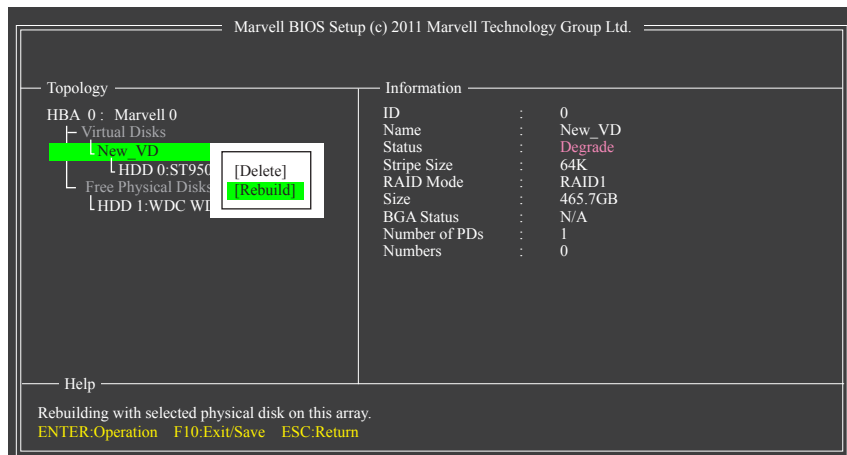 Marvell BIOS Setup (c) 2011 Marvell Technology Group Ltd.
Topology
HBA 0 : Marvell 0
Virtual Disks
New_VD
HDD 0:ST950
Free Physical Disks
HDD 1:WDC
[Delete]
[Rebuild]
Information
ID : 0
Name : New_VD
Status : Degrade
Stripe Size : 64K
RAID Mode : RAID1
Size : 465.7GB
BGA Status : N/A
Number of PDs : 1
Numbers : 0
Help
Rebuilding with selected physical disk on this array.
ENTER:Operation F10:Exit/Save ESC:Return